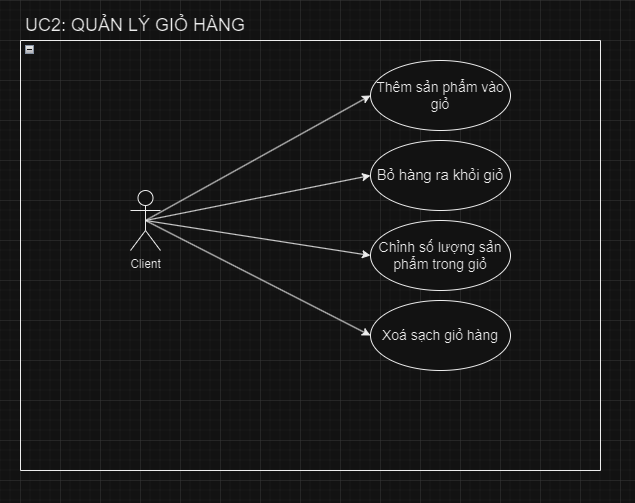 UC2: QUẢN LÝ GIỎ HÀNG
Thêm sản phẩm vào
giỏ
Bỏ hàng ra khỏi giỏ
Client
Chỉnh số lượng sản
phẩm trong giỏ
Xoá sạch giỏ hàng